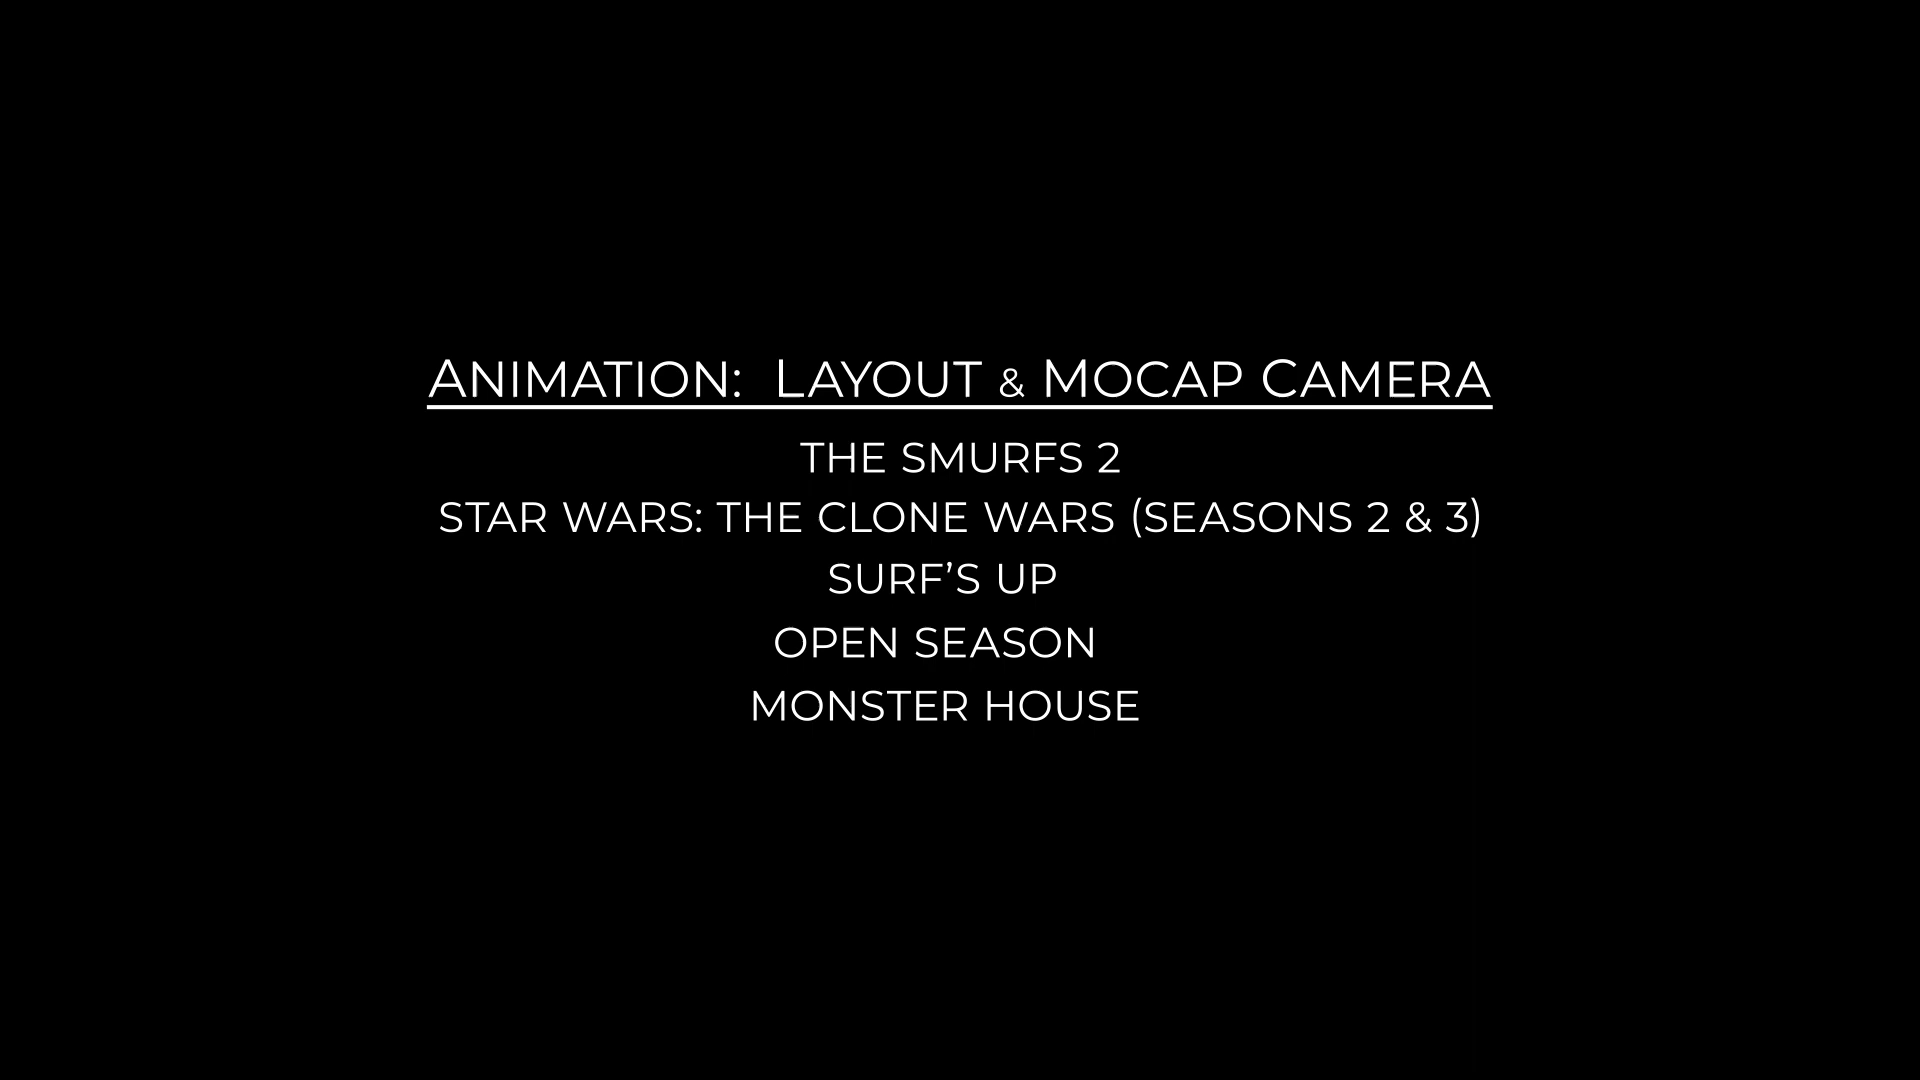 ANIMATION: LAYOUT & MOCAP CAMERA
THE SMURFS 2
STAR WARS: THE CLONE WARS (SEASONS 2 & 3)
SURF’S UP
OPEN SEASON
MONSTER HOUSE